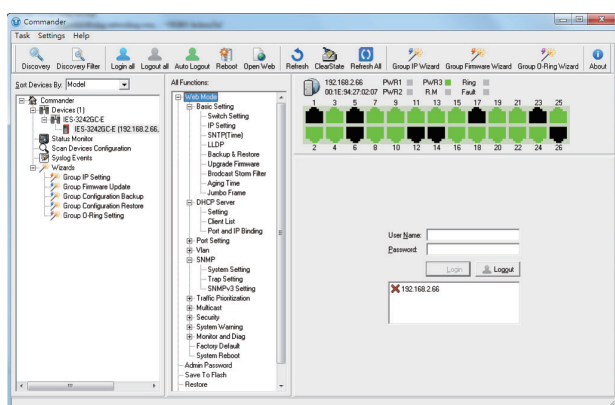 Commander
Task Settings Help
Discovery Discovery Filter Login all Logout all Auto Logout Reboot Open Web Refresh ClearState Refresh All Group IP Wizard Group Firmware Wizard Group O-Ring Wizard About
Sort Devices By: Model
Commander
Devices (1)
IES-3242GC-E
IES-3242GC-E (192.168.2.66,
Status Monitor
Scan Devices Configuration
Syslog Events
Wizards
Group IP Setting
Group Firmware Update
Group Configuration Backup
Group Configuration Restore
Group O-Ring Setting
All Functions:
Web Mode
Basic Setting
Switch Setting
IP Setting
SNTP(Time)
LLDP
Backup & Restore
Upgrade Firmware
Brodcast Storm Filter
Aging Time
Jumbo Frame
DHCP Server
Setting
Client List
Port and IP Binding
Port Setting
Vlan
SNMP
System Setting
Trap Setting
SNMPv3 Setting
Traffic Prioritization
Multicast
Security
System Warning
Monitor and Diag
Factory Default
System Reboot
Admin Password
Save To Flash
Restore
192.168.2.66 PWR1 PWR3 Ring
00:1E:94:27:02:07 PWR2 R.M Fault
1 3 5 7 9 11 13 15 17 19 21 23 25
2 4 6 8 10 12 14 16 18 20 22 24 26
User Name:
Password:
Login Logout
192.168.2.66